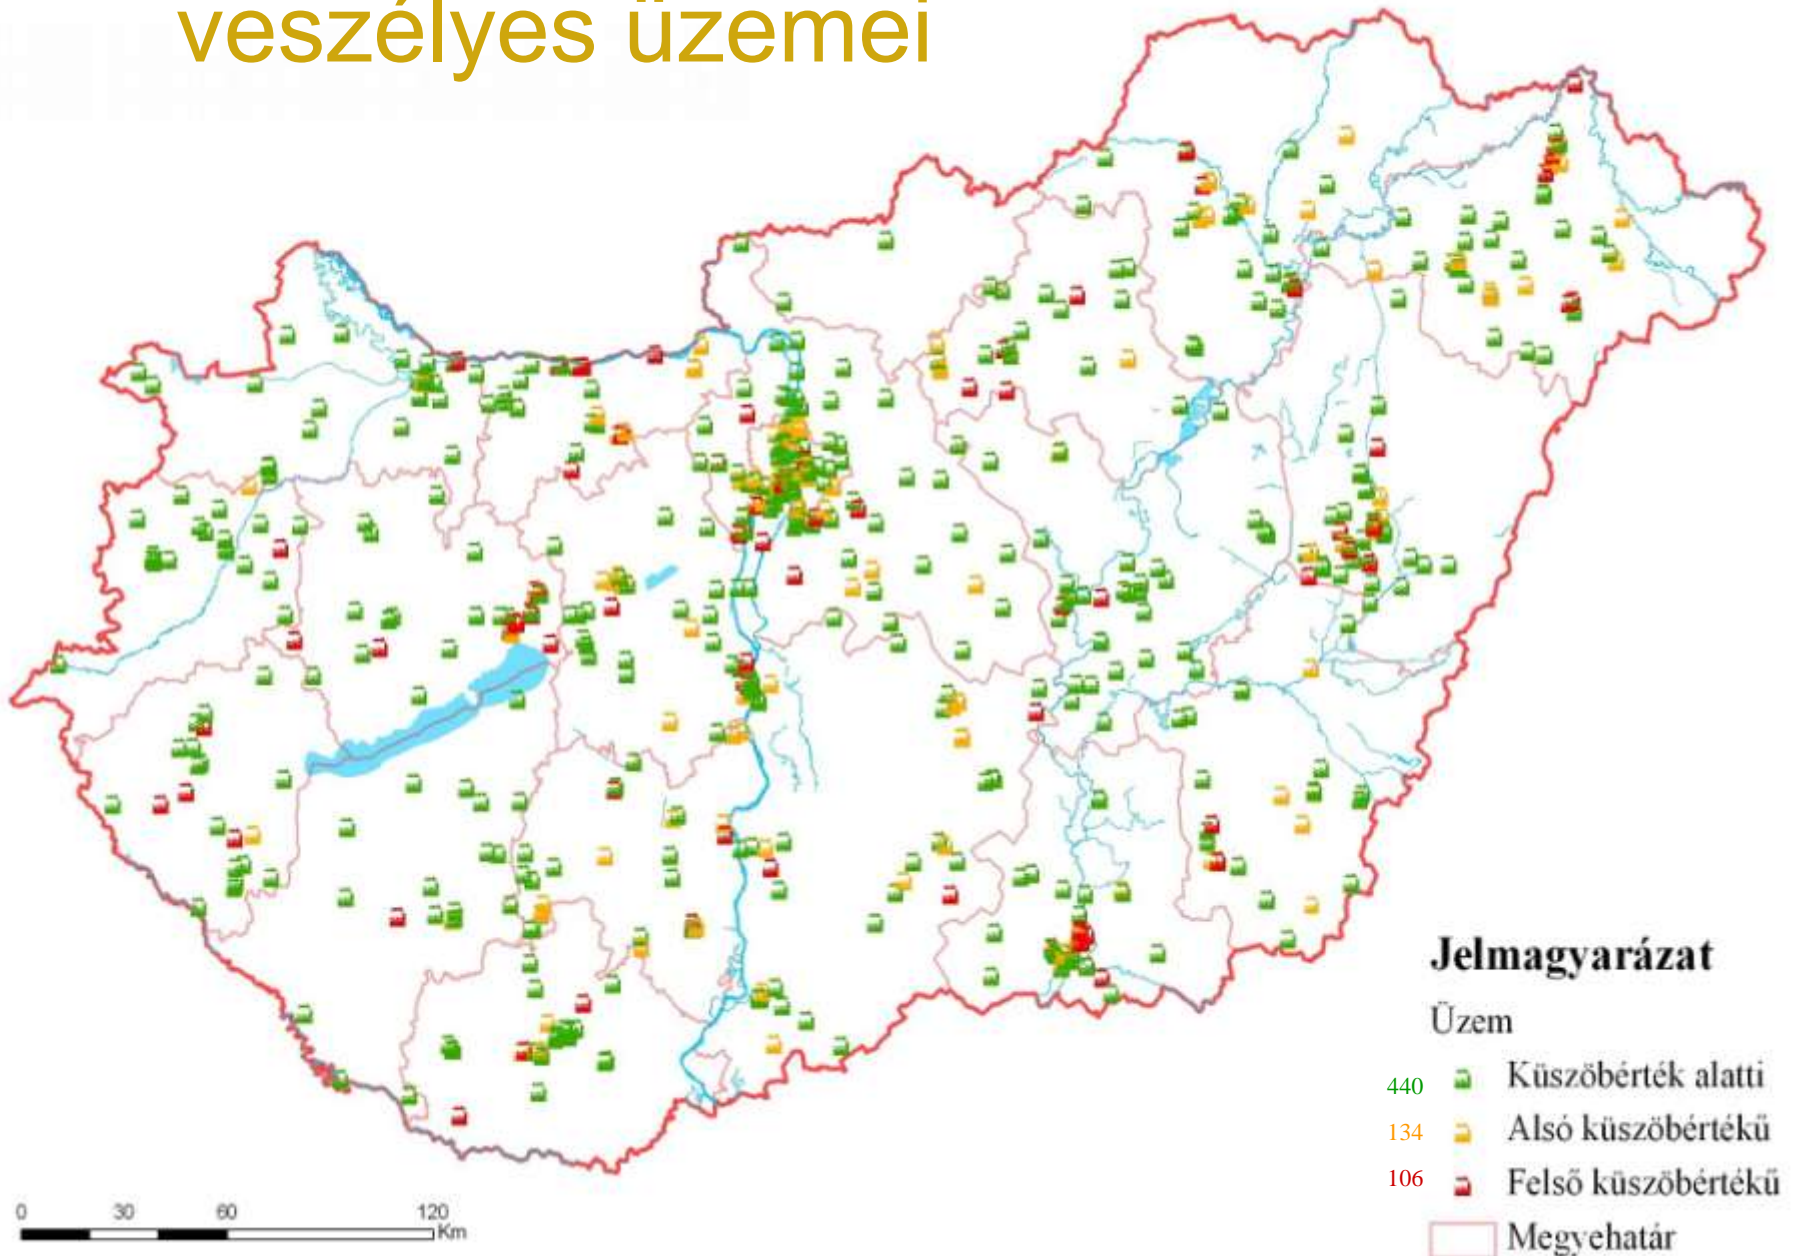 veszélyes üzemei
Jelmagyarázat
Üzem
440 Küszöbérték alatti
134 Alsó küszöbértékű
106 Felső küszöbértékű
Megyehatár
0 30 60 120
Km